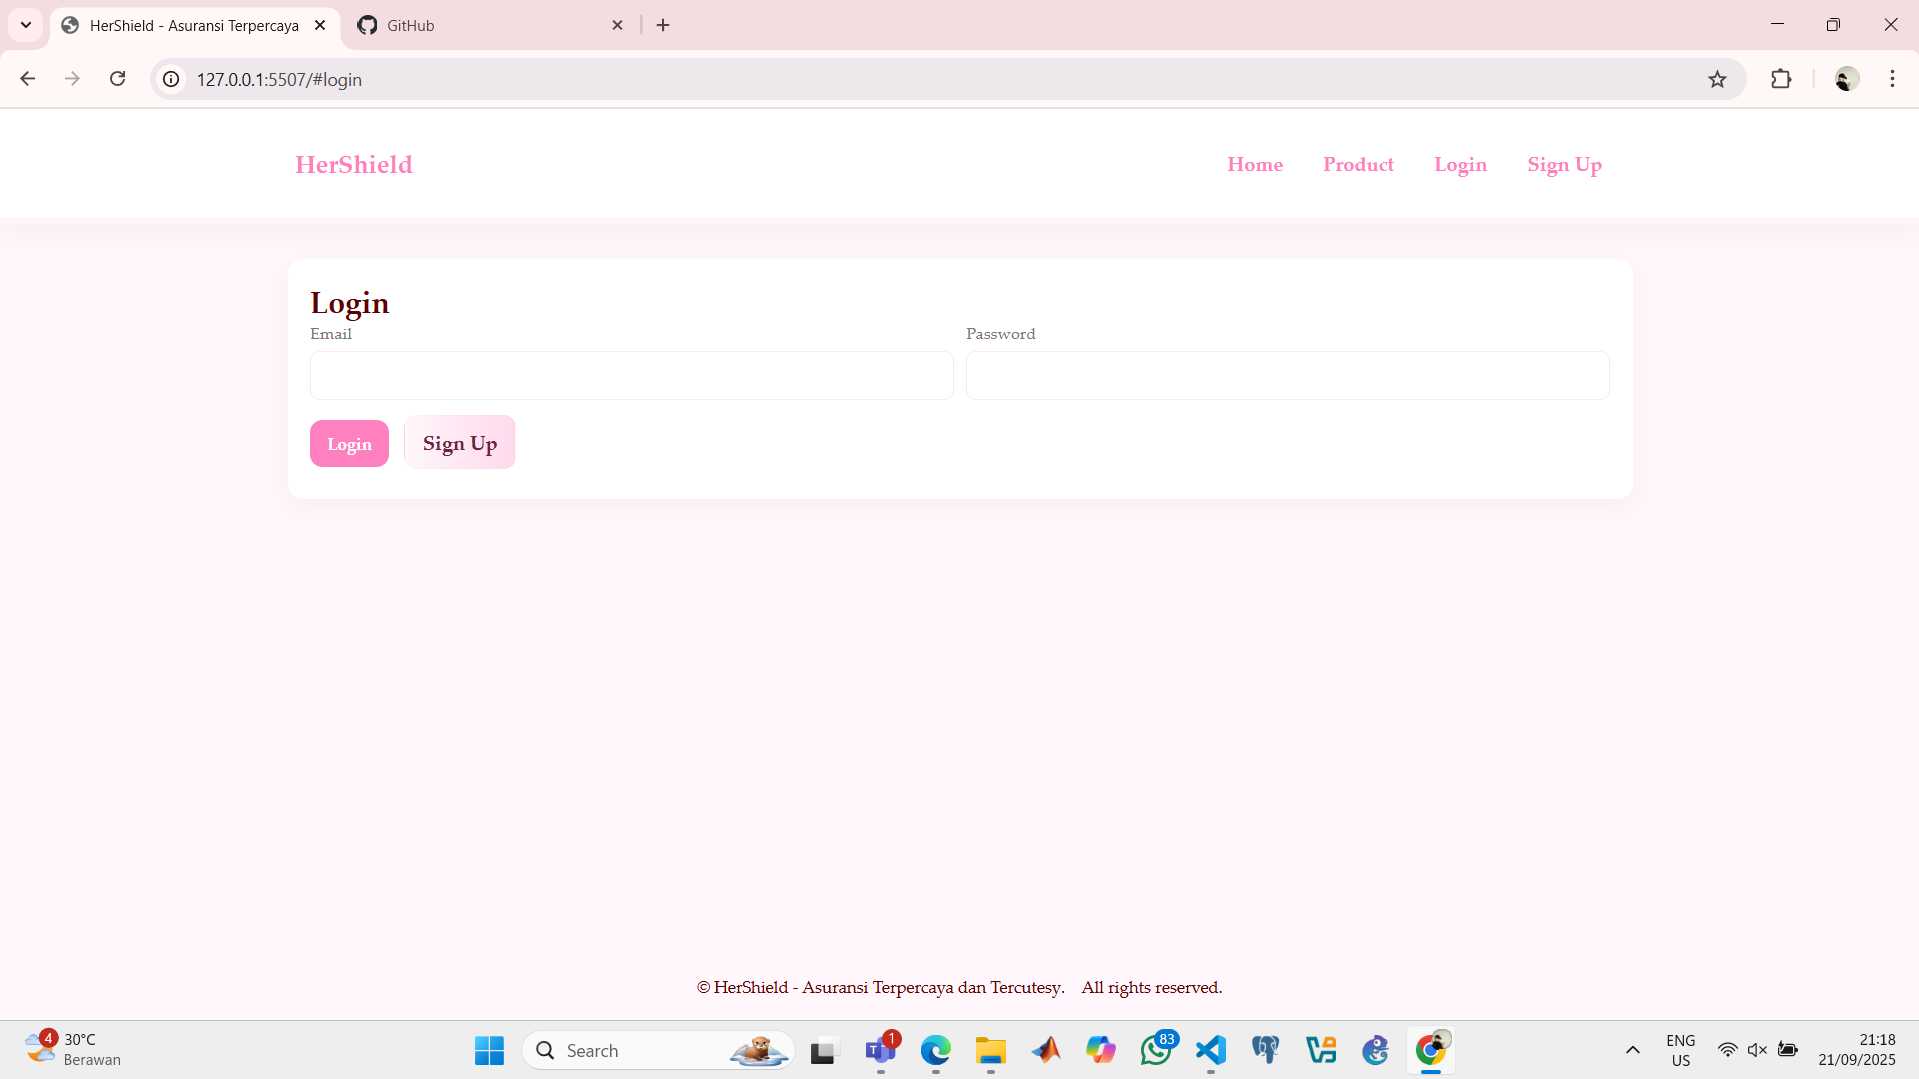 HerShield - Asuransi Terpercaya
GitHub
127.0.0.1:5507/#login
HerShield
Home
Product
Login
Sign Up
Login
Email
Password
Login
Sign Up
© HerShield - Asuransi Terpercaya dan Tercutesy. All rights reserved.
4
30°C
Berawan
Search
1
83
ENG
US
21:18
21/09/2025